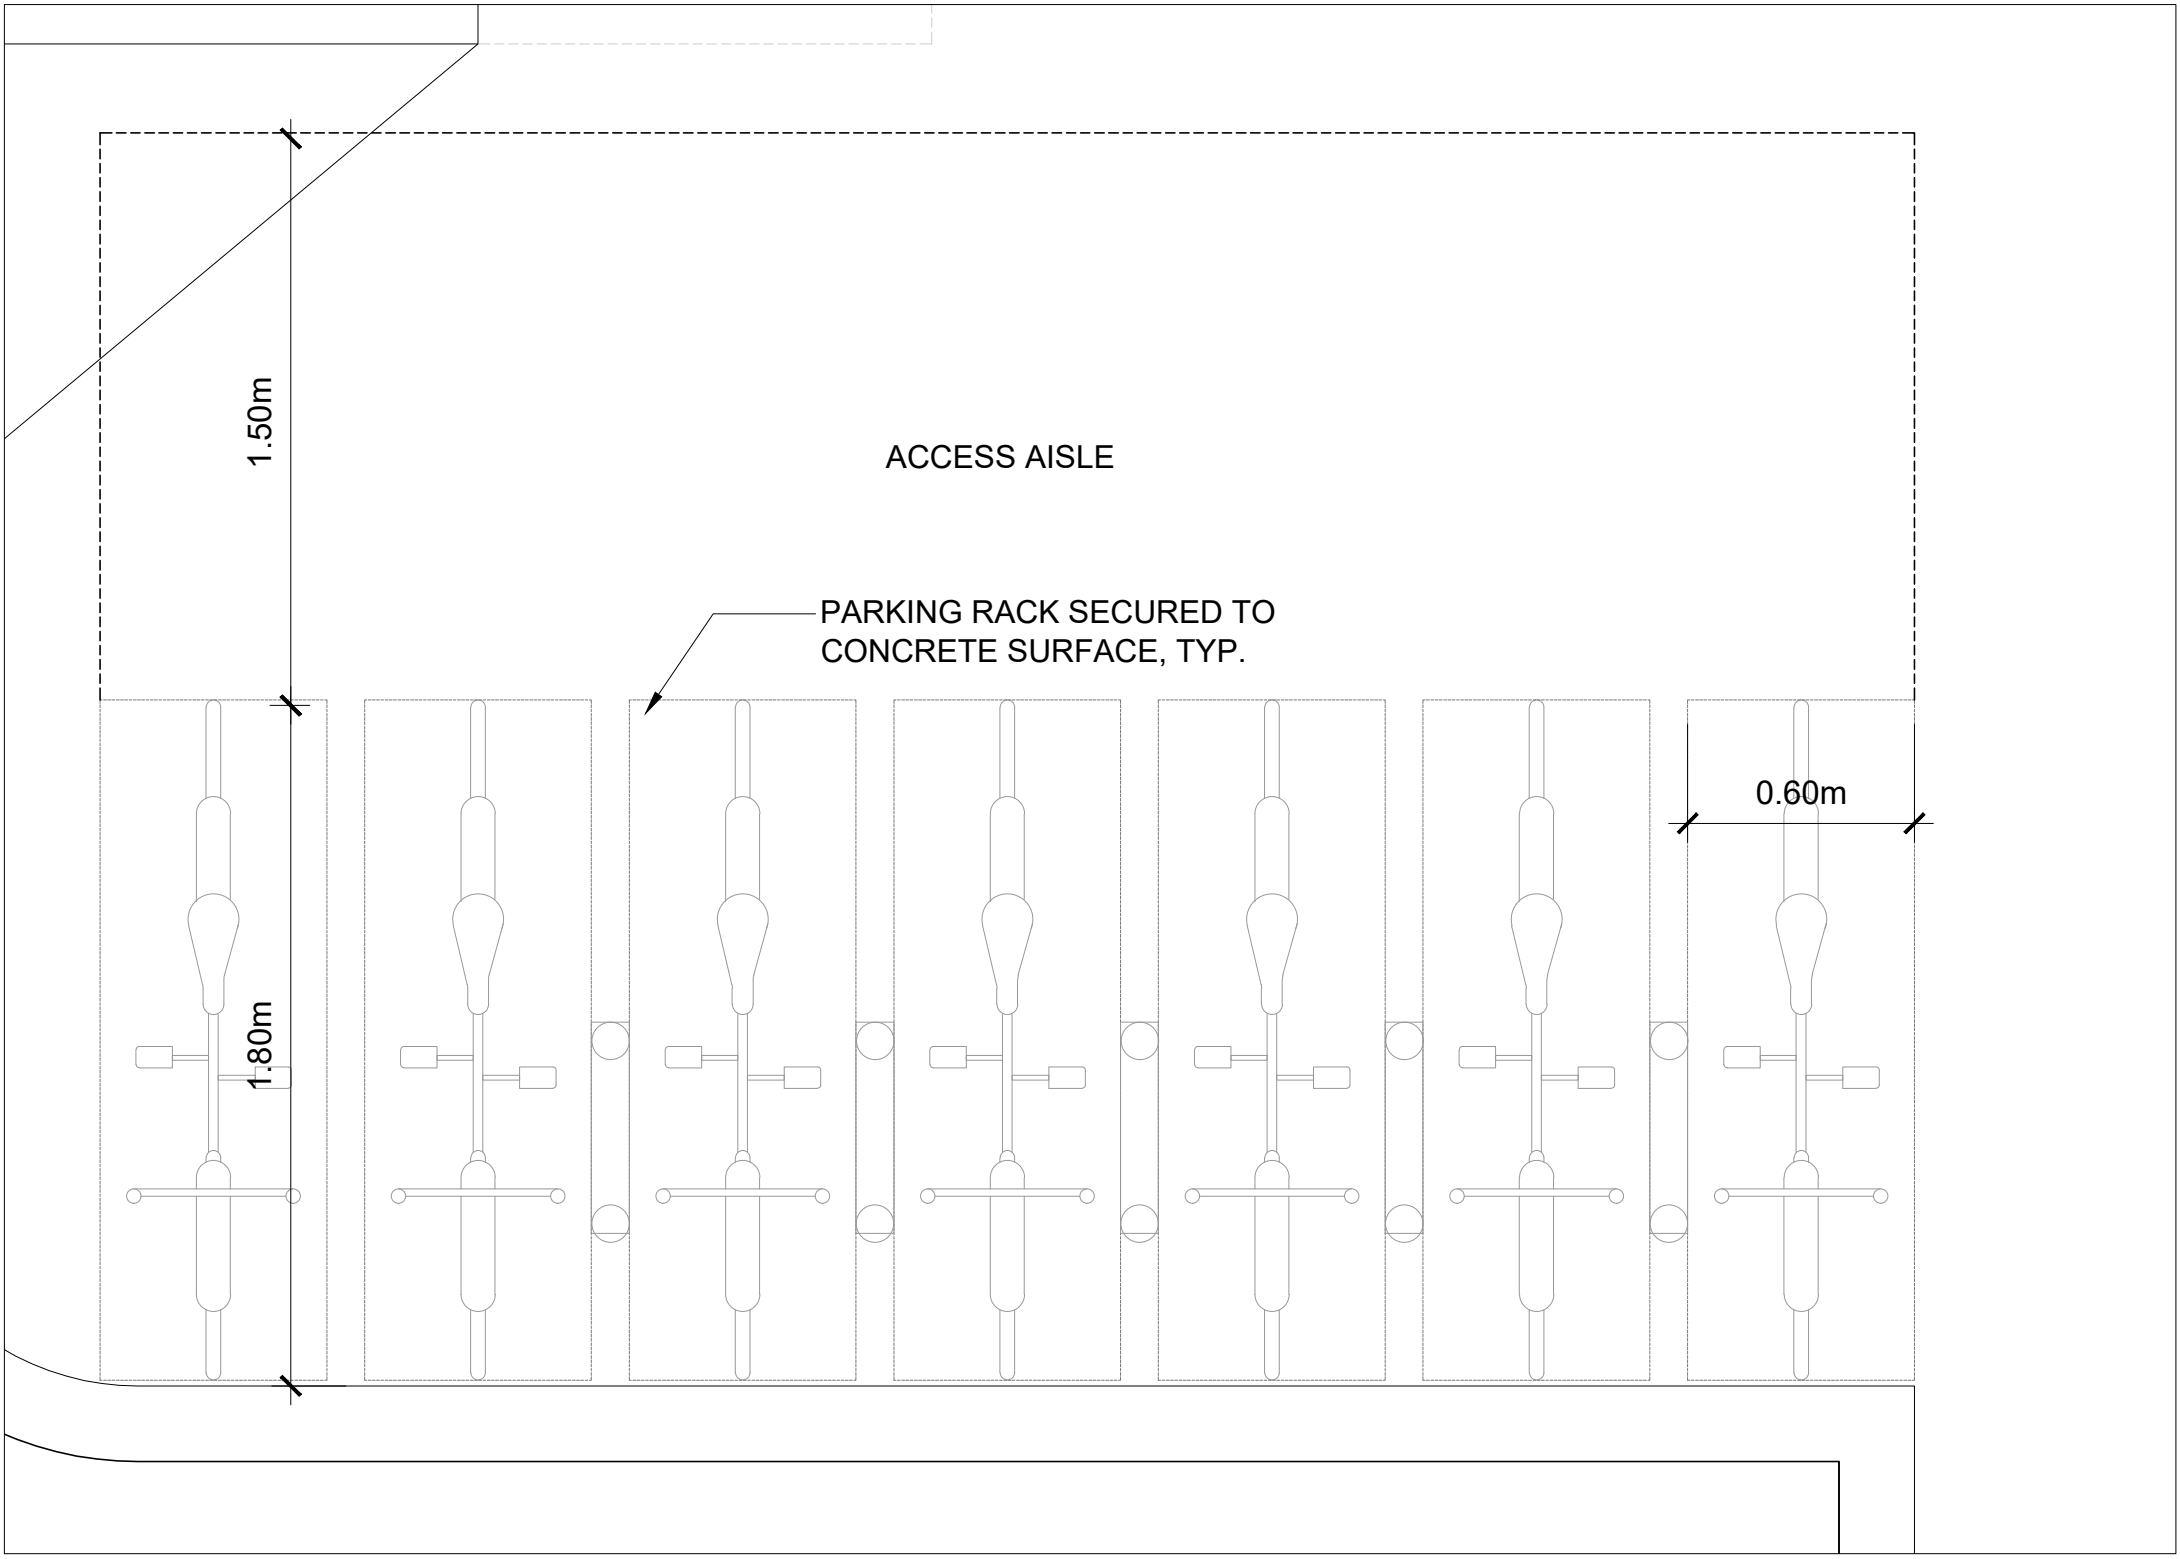 1.50m
ACCESS AISLE
PARKING RACK SECURED TO
CONCRETE SURFACE, TYP.
0.60m
1.80m